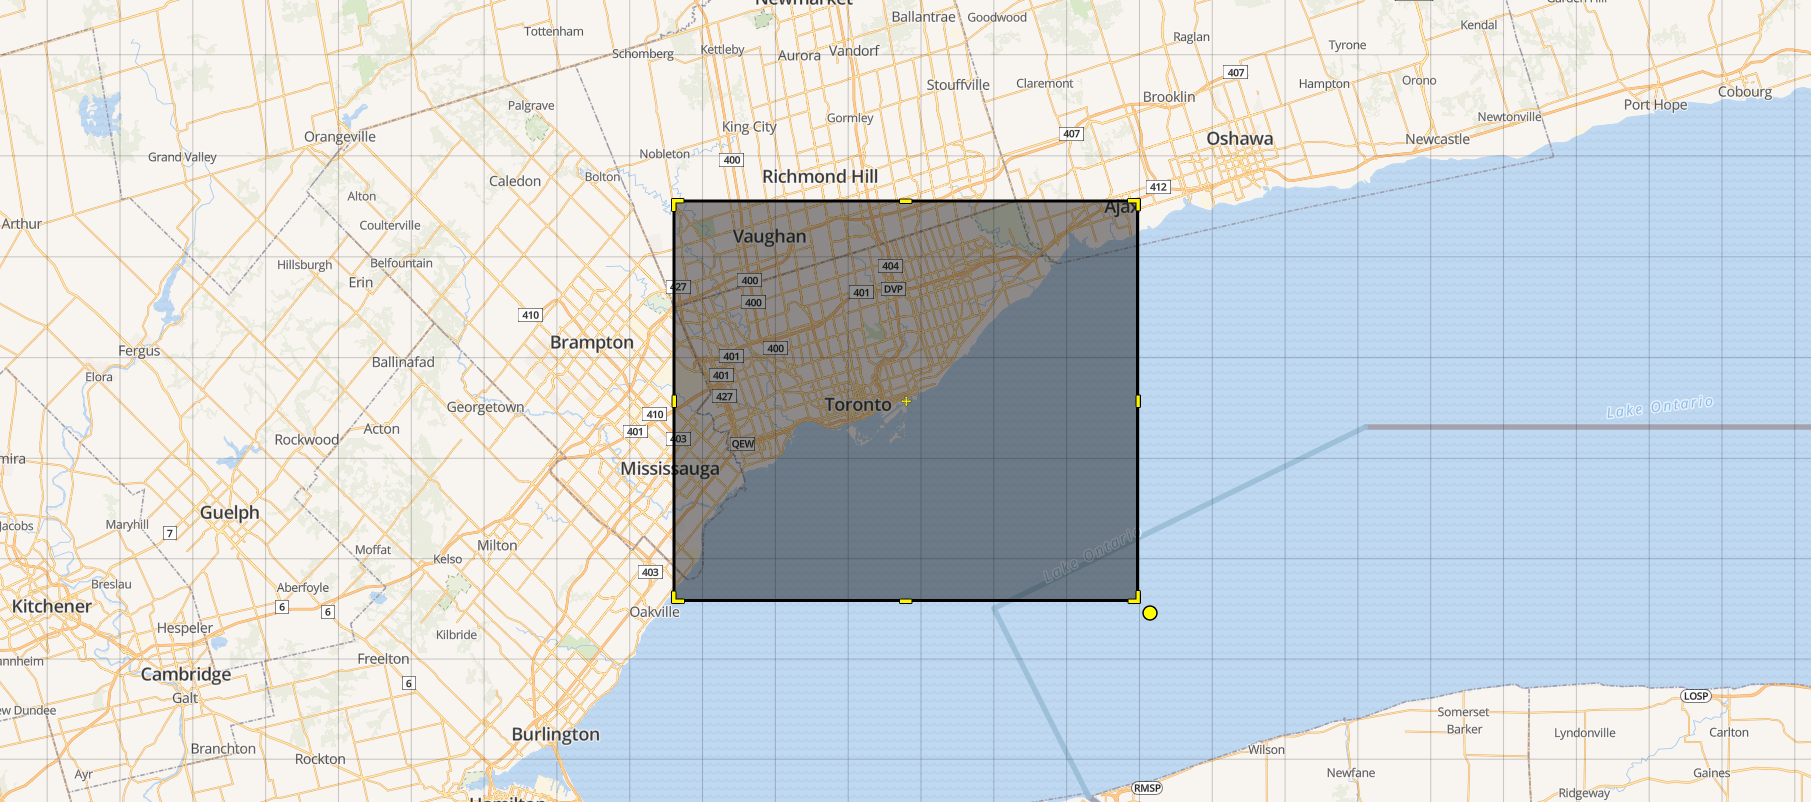 Newmarket
Ballantrae
Goodwood
Kendal
Tottenham
Schomberg
Kettleby
Aurora
Vandorf
Raglan
Tyrone
407
Stouffville
Claremont
Hampton
Orono
Brooklin
Cobourg
Port Hope
Palgrave
Newtonville
King City
Gormley
407
Orangeville
Oshawa
Newcastle
Grand Valley
Nobleton
400
Caledon
Bolton
Richmond Hill
412
Alton
Ajax
Arthur
Coulterville
Vaughan
Hillsburgh
Belfountain
404
Erin
427
400
401
DVP
400
410
Brampton
Fergus
Ballinafad
401
400
Elora
401
427
Georgetown
410
Toronto
Lake Ontario
Acton
401
403
Rockwood
QEW
Mississauga
Guelph
Maryhill
7
Moffat
Milton
Kelso
Lake Ontario
403
Breslau
Aberfoyle
Kitchener
6
6
Oakville
Hespeler
Kilbride
Freelton
Cambridge
6
Galt
LOSP
ew Dundee
Somerset
Barker
Lyndonville
Carlton
Burlington
Branchton
Rockton
Wilson
Ayr
Newfane
Gaines
RMSP
Ridgeway
Hamilton